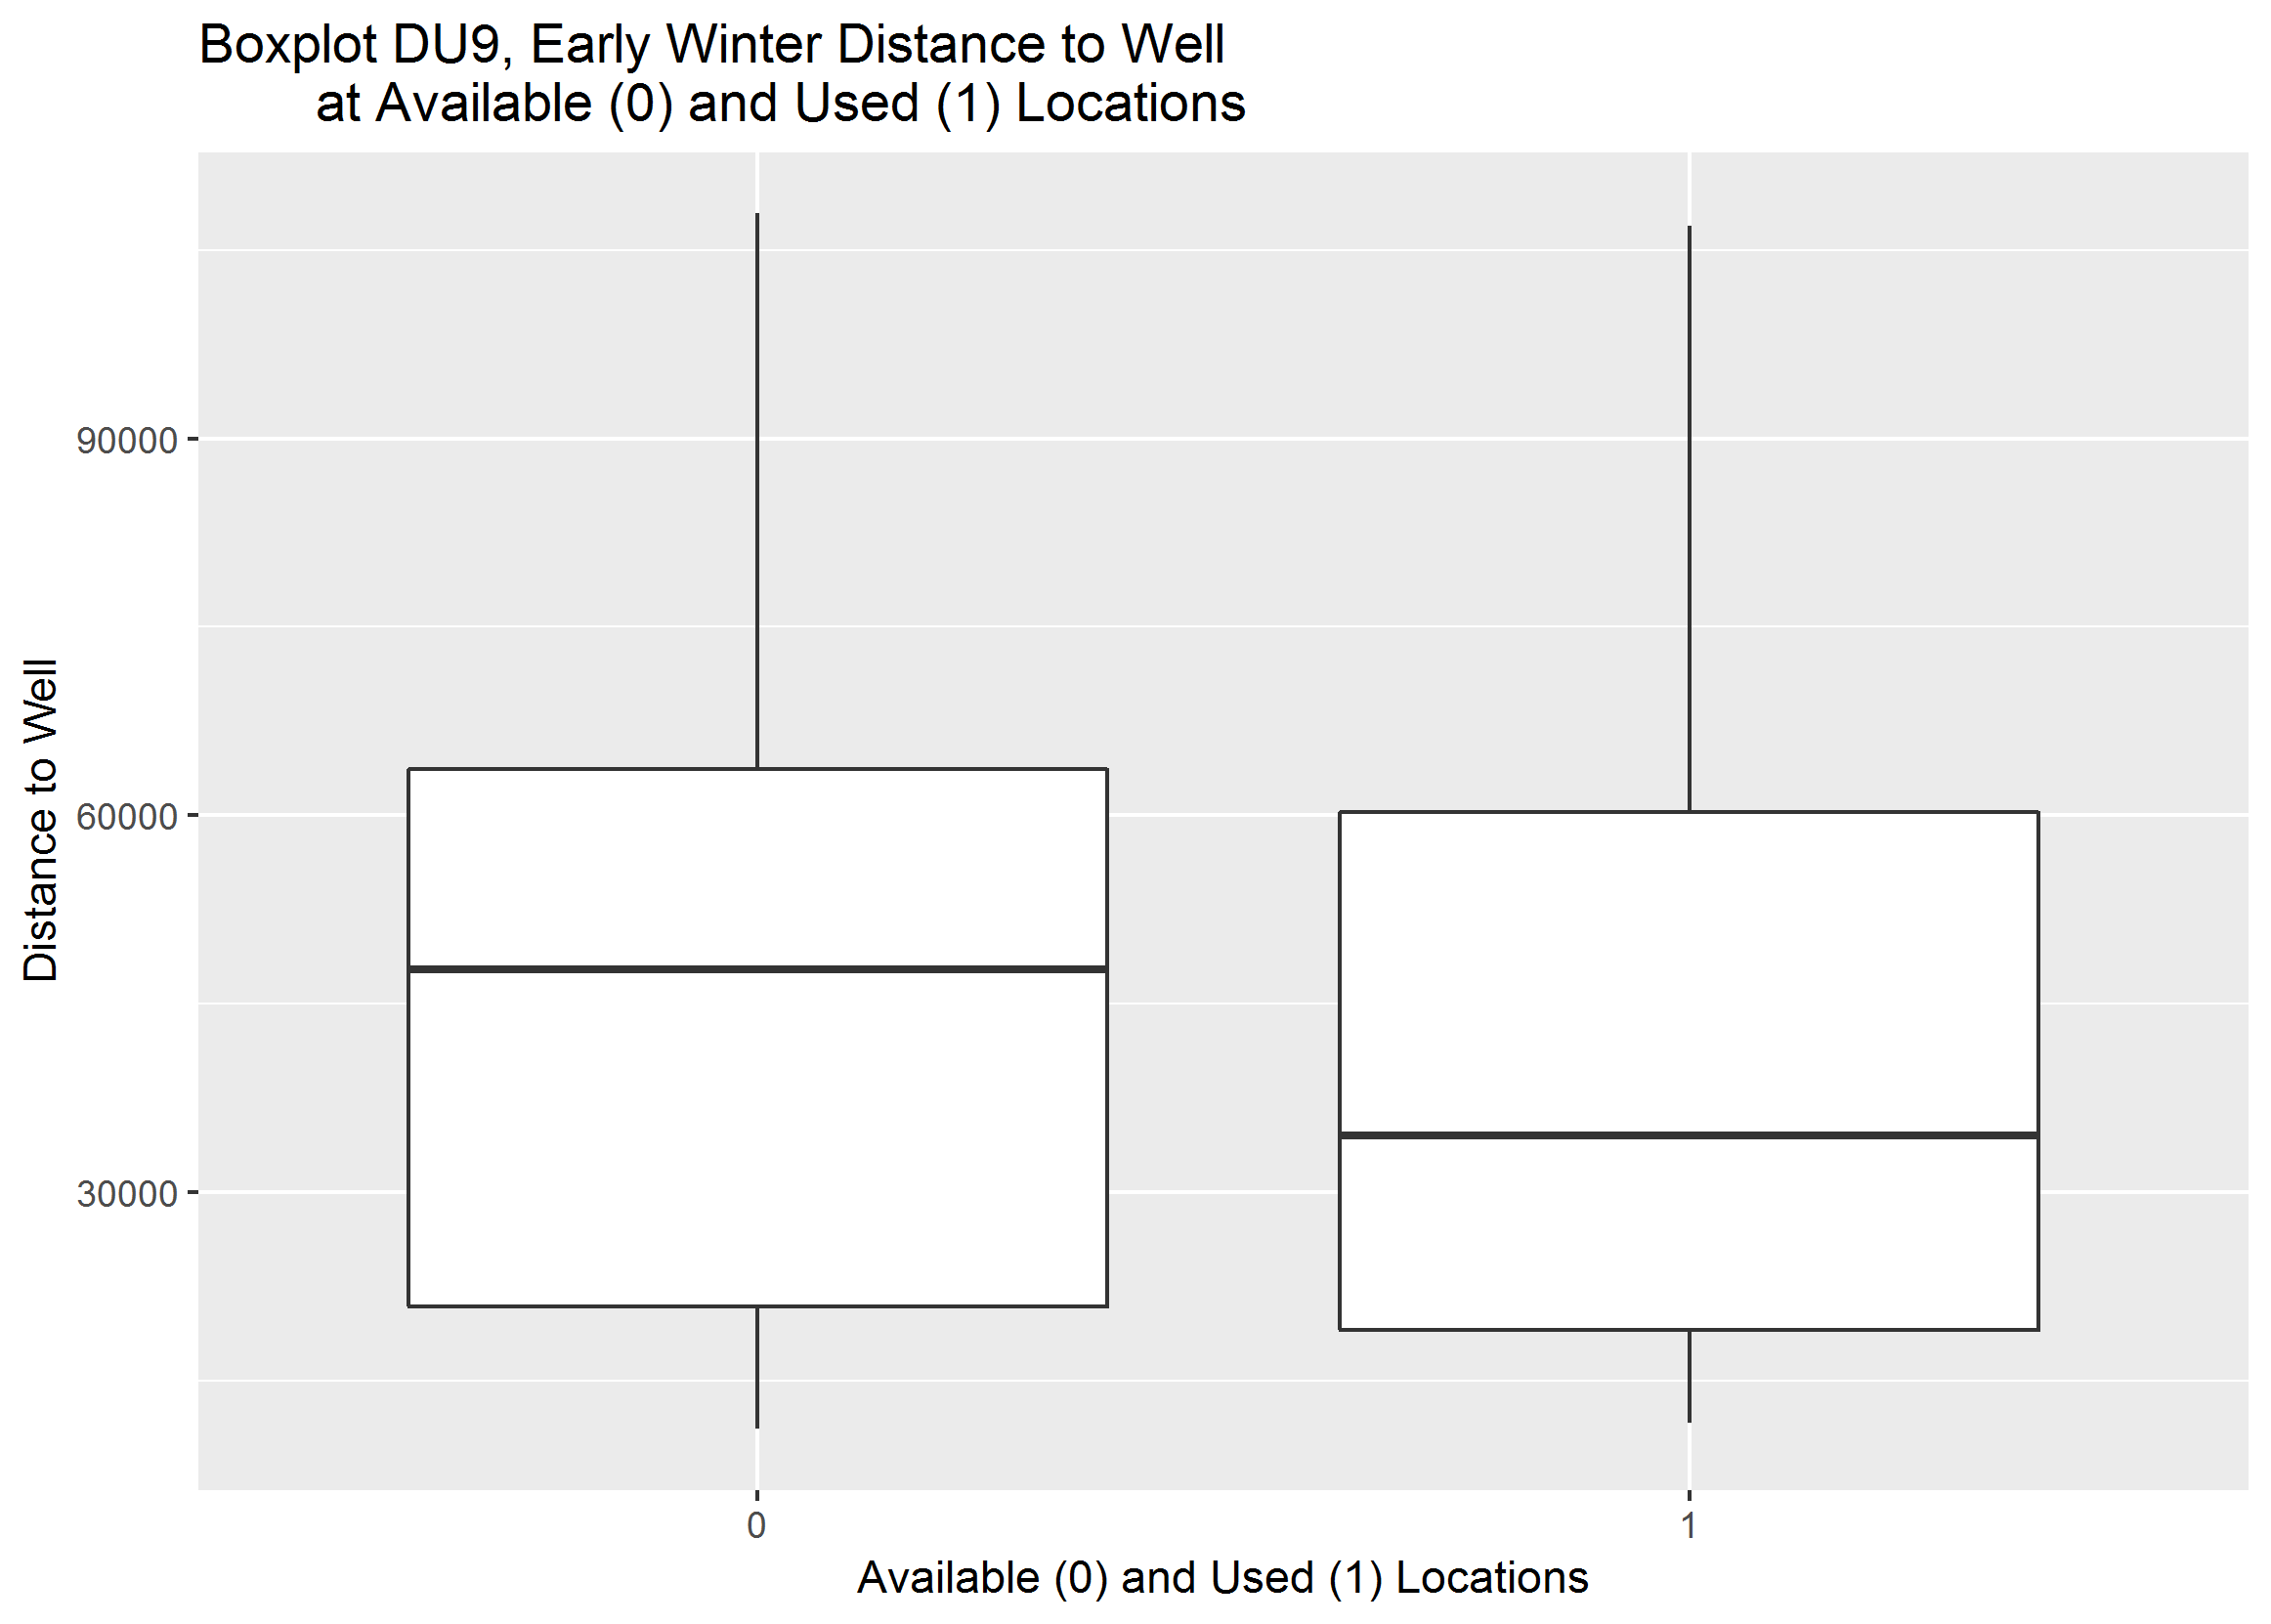 Boxplot DU9, Early Winter Distance to Well
at Available (0) and Used (1) Locations
Distance to Well
90000
60000
30000
0
1
Available (0) and Used (1) Locations